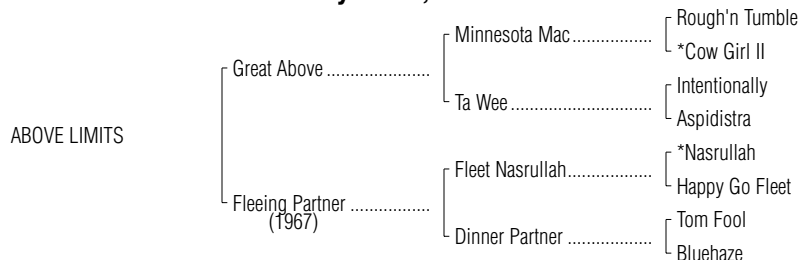 Rough'n Tumble
Minnesota Mac
*Cow Girl II
Great Above
Intentionally
Ta Wee
Aspidistra
ABOVE LIMITS
*Nasrullah
Fleet Nasrullah
Happy Go Fleet
Fleeing Partner
(1967)
Tom Fool
Dinner Partner
Bluehaze